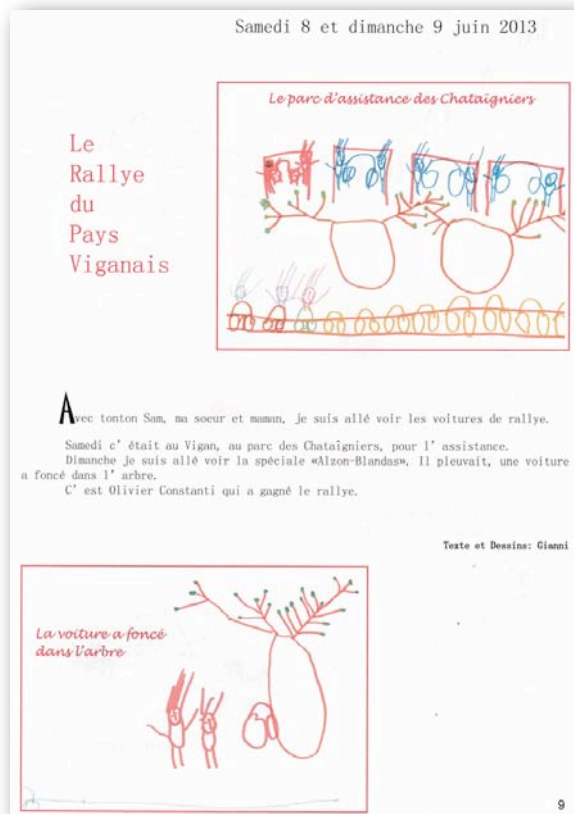 Samedi 8 et dimanche 9 juin 2013
Le parc d'assistance des Chataîgniers
Le
Rallye
du
Pays
Viganais
Avec tonton Sam, ma soeur et maman, je suis allé voir les voitures de rallye.
Samedi c' était au Vigan, au parc des Chataîgniers, pour l' assistance.
Dimanche je suis allé voir la spéciale «Alzon-Blandas». Il pleuvait, une voiture
a foncé dans l' arbre.
C' est Olivier Constanti qui a gagné le rallye.
Texte et Dessins: Gianni
La voiture a foncé
dans l'arbre
9